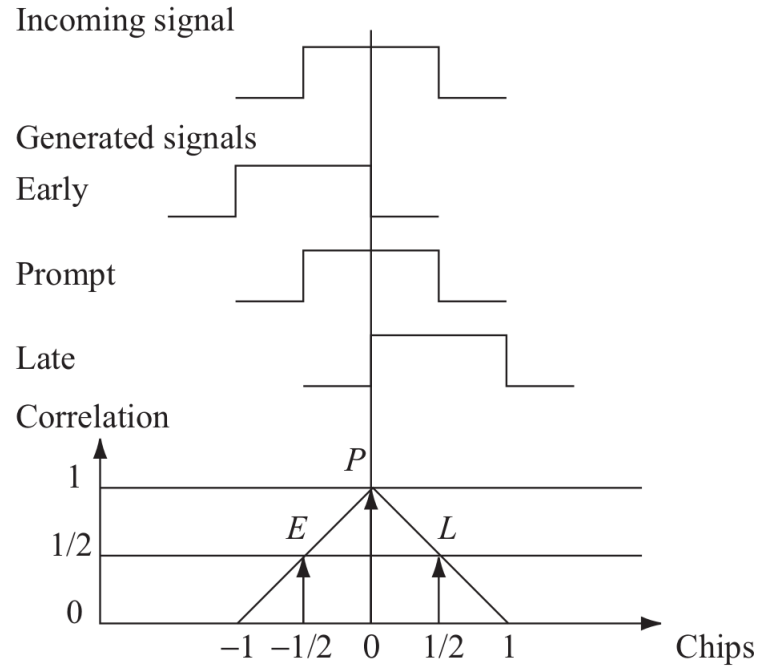 Incoming signal
Generated signals
Early
Prompt
Late
Correlation
P
1
E L
1/2
0
−1 −1/2 0 1/2 1 Chips